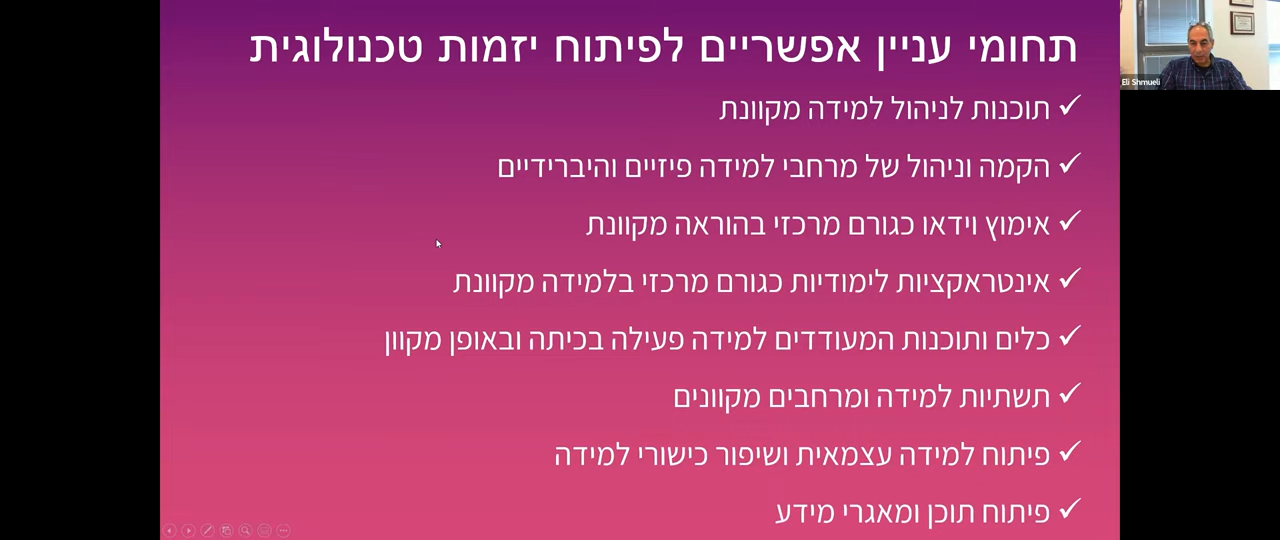 תחומי עניין אפשריים לפיתוח יזמות טכנולוגית
✓ תוכנות לניהול למידה מקוונת
✓ הקמה וניהול של מרחבי למידה פיזיים והיברידיים
✓ אימוץ וידאו כגורם מרכזי בהוראה מקוונת
✓ אינטראקציות לימודיות כגורם מרכזי בלמידה מקוונת
✓ כלים ותוכנות המעודדים למידה פעילה בכיתה ובאופן מקוון
✓ תשתיות למידה ומרחבים מקוונים
✓ פיתוח למידה עצמאית ושיפור כישורי למידה
✓ פיתוח תוכן ומאגרי מידע
Eli Shmueli